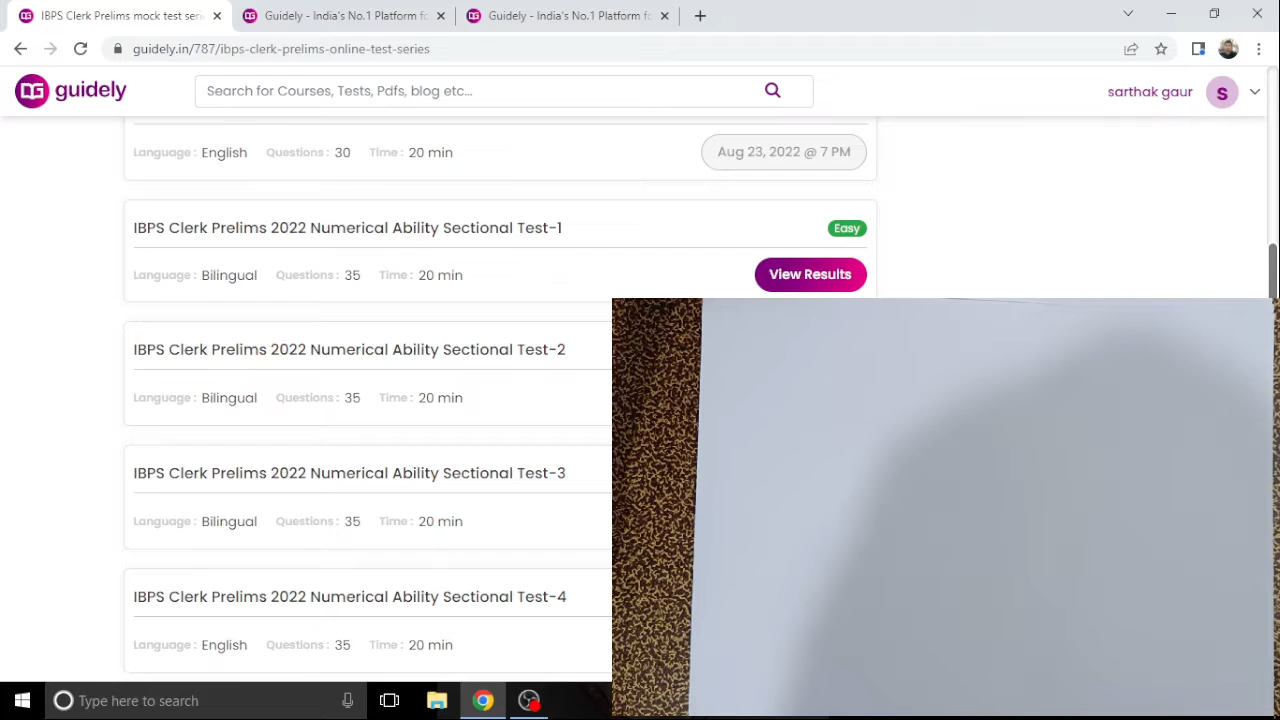 IBPS Clerk Prelims mock test seri
Guidely - India's No.1 Platform fo
Guidely - India's No.1 Platform fo
guidely.in/787/ibps-clerk-prelims-online-test-series
guidely
Search for Courses, Tests, Pdfs, blog etc...
sarthak gaur
S
Language : English Questions : 30 Time : 20 min
Aug 23, 2022 @ 7 PM
IBPS Clerk Prelims 2022 Numerical Ability Sectional Test-1
Easy
Language : Bilingual Questions : 35 Time : 20 min
View Results
IBPS Clerk Prelims 2022 Numerical Ability Sectional Test-2
Language : Bilingual Questions : 35 Time : 20 min
IBPS Clerk Prelims 2022 Numerical Ability Sectional Test-3
Language : Bilingual Questions : 35 Time : 20 min
IBPS Clerk Prelims 2022 Numerical Ability Sectional Test-4
Language : English Questions : 35 Time : 20 min
Type here to search